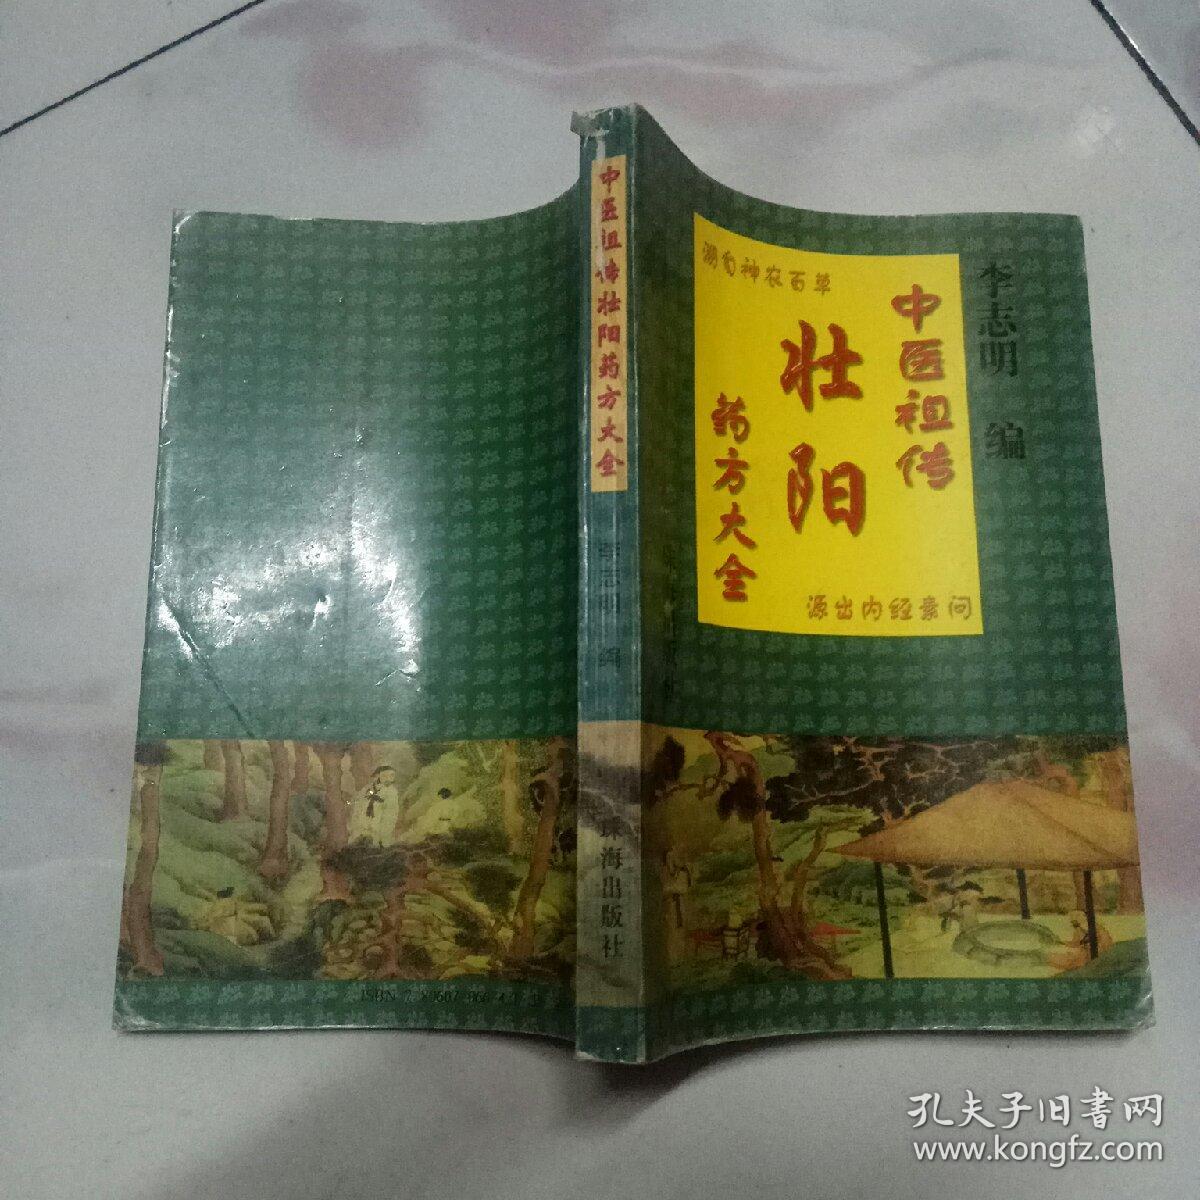 中医祖传壮阳药方大全
李志明 编
珠海出版社
湖南神农百草
中医祖传
壮阳
药方大全
源出内经素问
李志明 编
孔夫子旧书网
www.kongfz.com